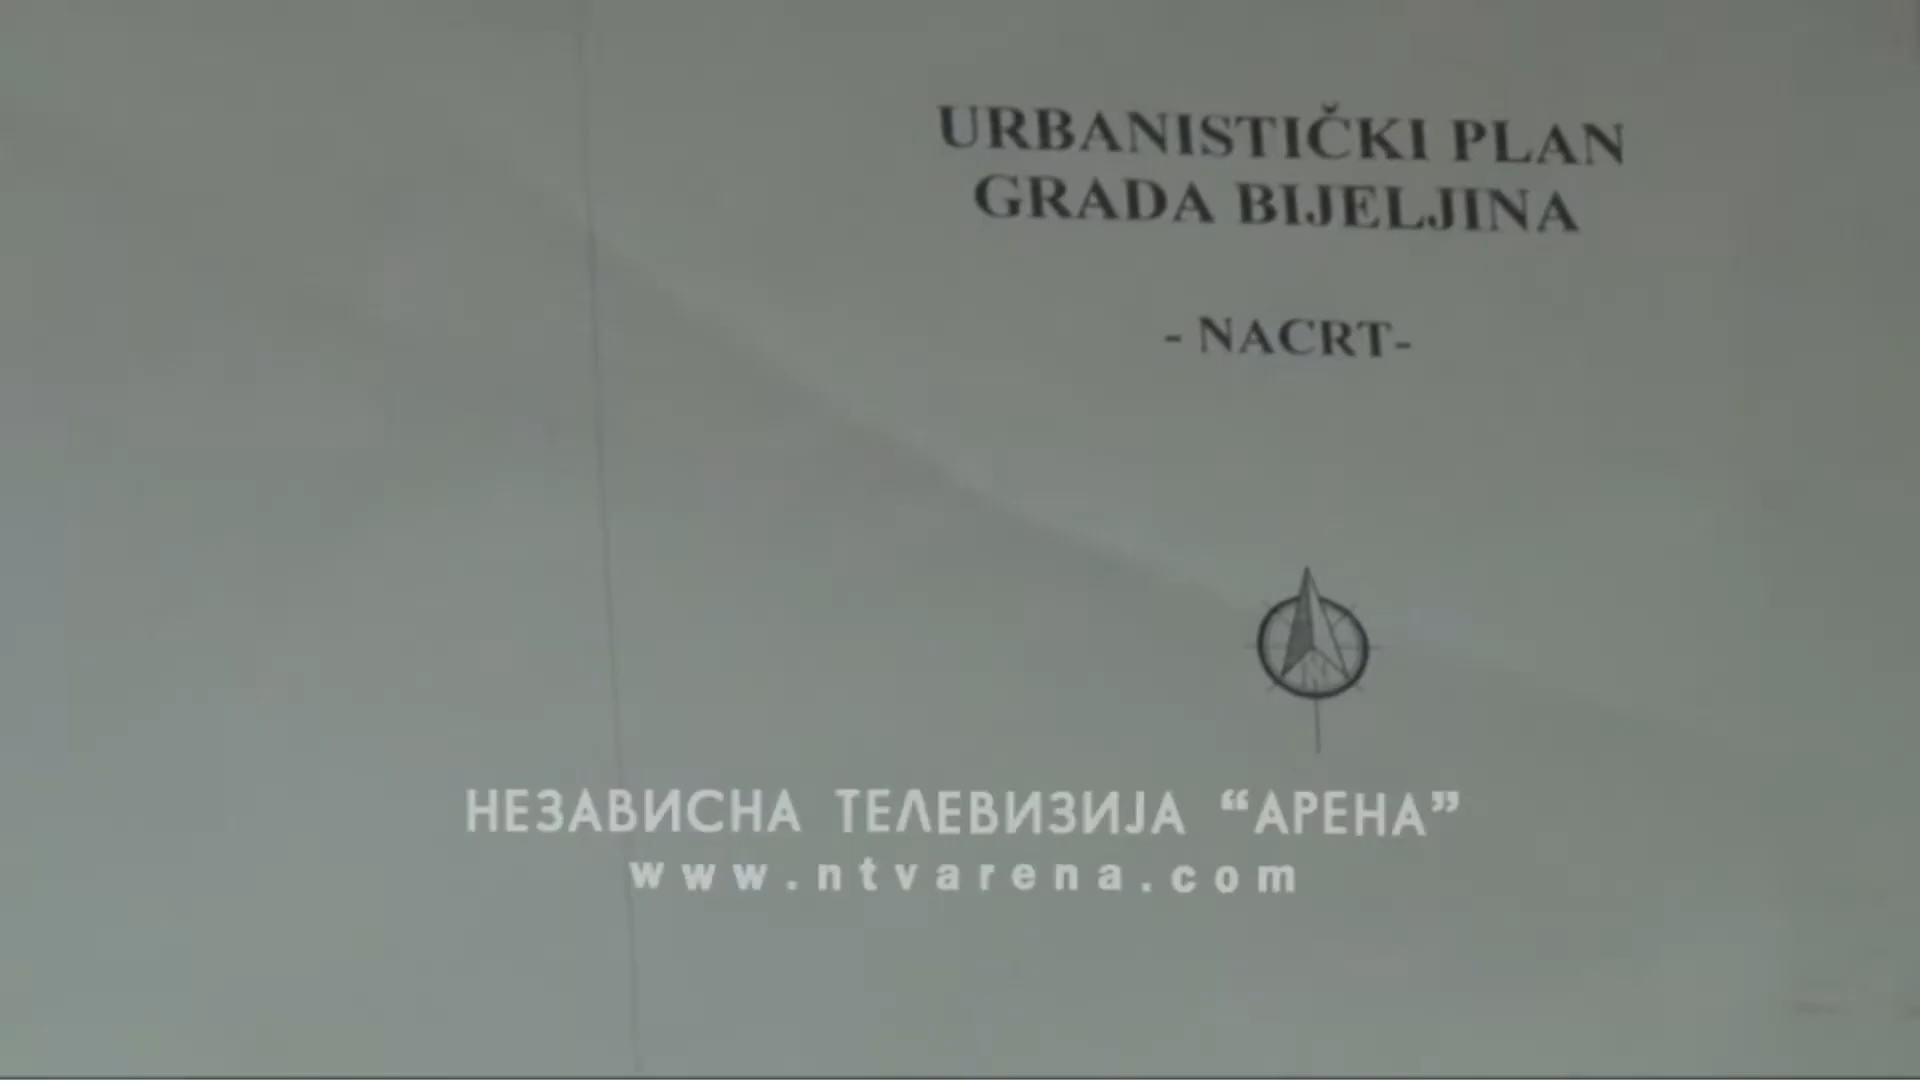 URBANISTIČKI PLAN
GRADA BIJELJINA
- NACRT-
НЕЗАВИСНА ТЕЛЕВИЗИЈА “АРЕНА”
www.ntvarena.com